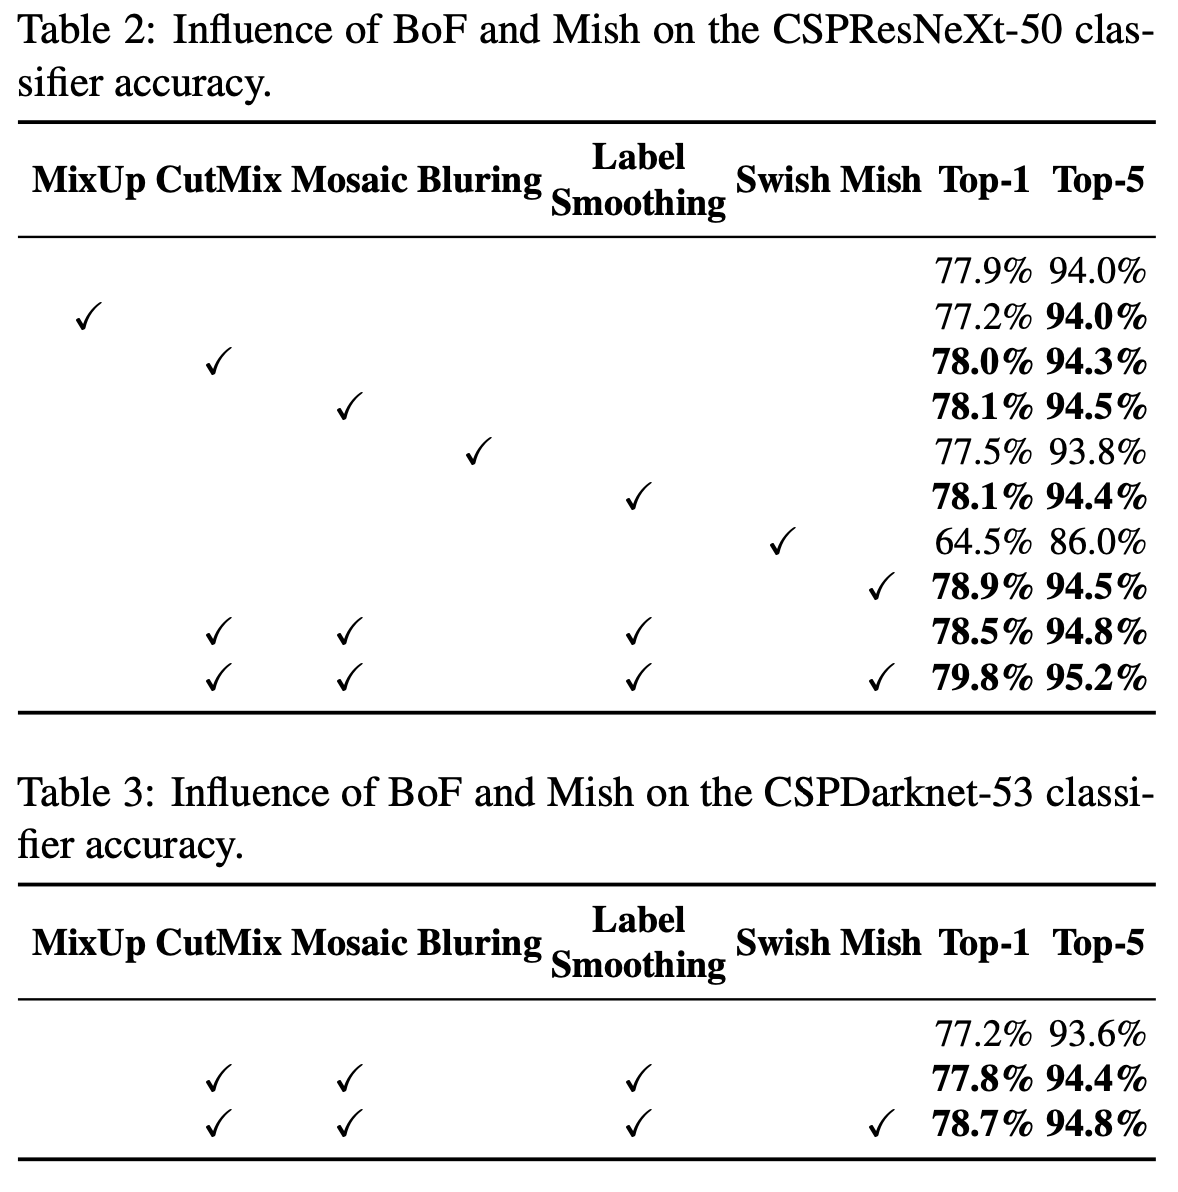 Table 2: Influence of BoF and Mish on the CSPResNeXt-50 clas-
sifier accuracy.
MixUp CutMix Mosaic Bluring Label Smoothing Swish Mish Top-1 Top-5
77.9% 94.0%
✓ 77.2% 94.0%
✓ 78.0% 94.3%
✓ 78.1% 94.5%
✓ 77.5% 93.8%
✓ 78.1% 94.4%
✓ 64.5% 86.0%
✓ 78.9% 94.5%
✓ ✓ ✓ 78.5% 94.8%
✓ ✓ ✓ ✓ 79.8% 95.2%
Table 3: Influence of BoF and Mish on the CSPDarknet-53 classi-
fier accuracy.
MixUp CutMix Mosaic Bluring Label Smoothing Swish Mish Top-1 Top-5
77.2% 93.6%
✓ ✓ ✓ 77.8% 94.4%
✓ ✓ ✓ ✓ 78.7% 94.8%